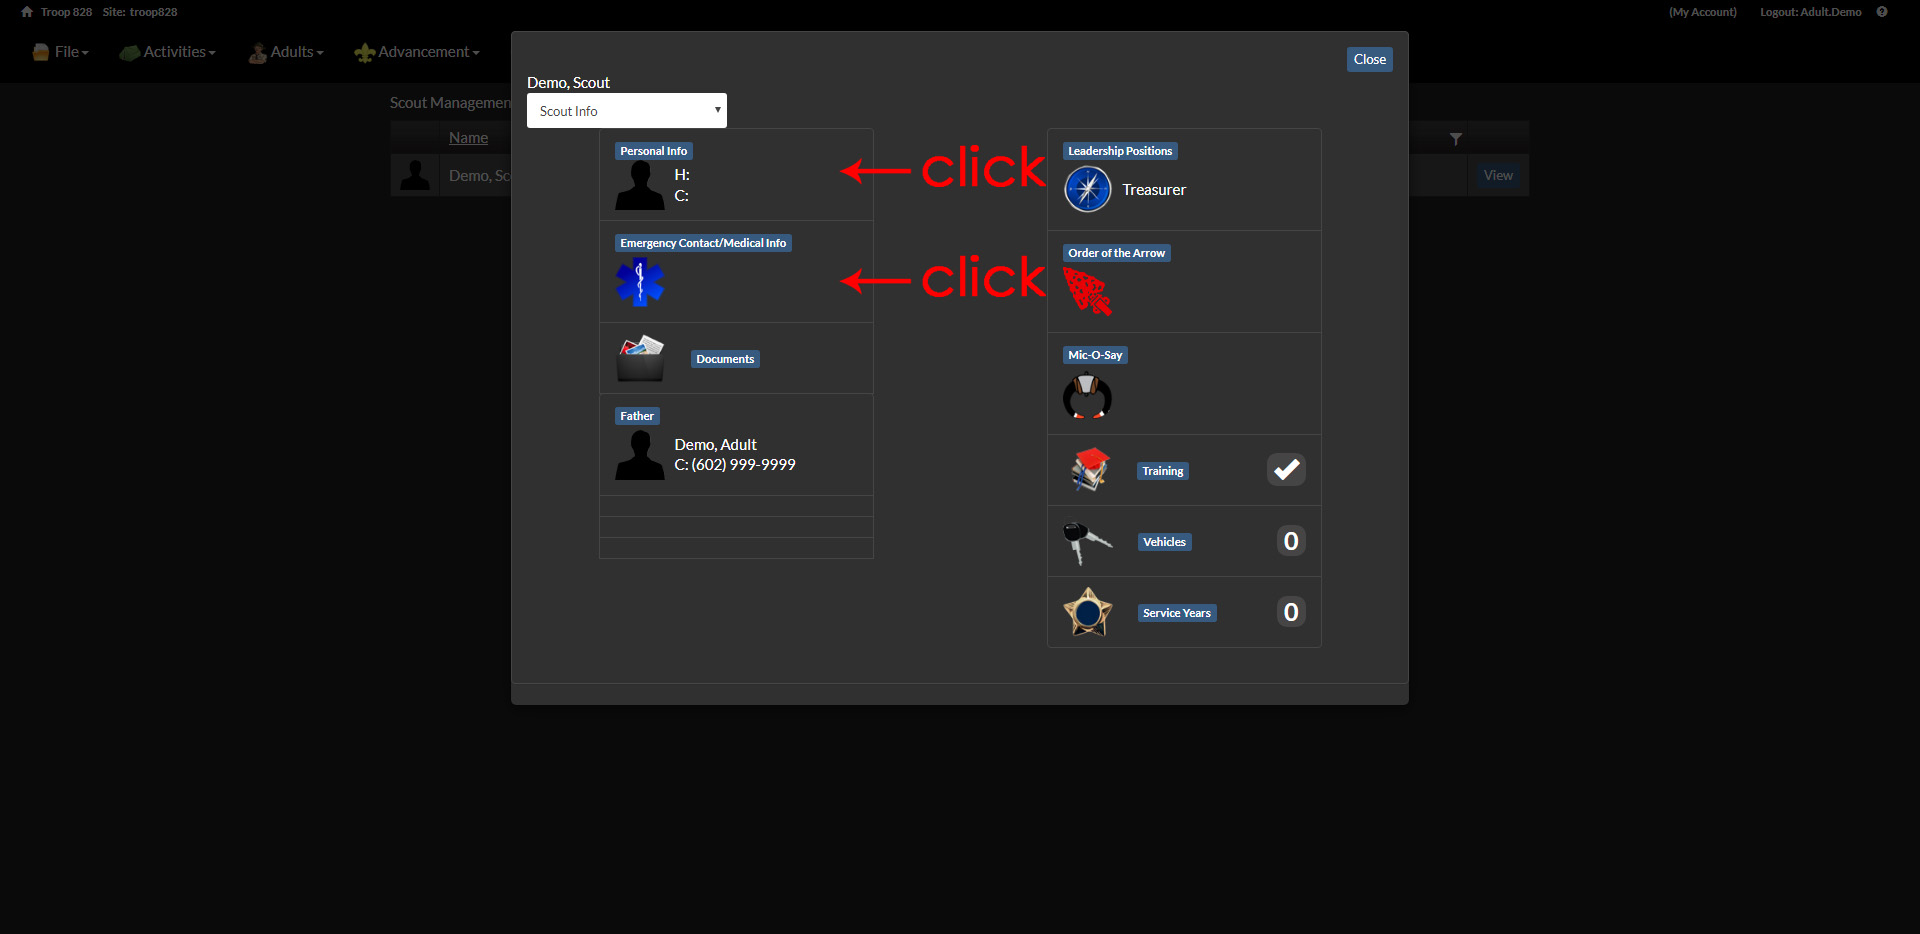 Troop 828 Site: troop828
(My Account) Logout: Adult.Demo
File Activities Adults Advancement
Close
Demo, Scout
Scout Info
Scout Managemen
Name
Demo, Sc
View
Personal Info
H:
C:
click
Emergency Contact/Medical Info
click
Documents
Father
Demo, Adult
C: (602) 999-9999
Leadership Positions
Treasurer
Order of the Arrow
Mic-O-Say
Training
Vehicles 0
Service Years 0